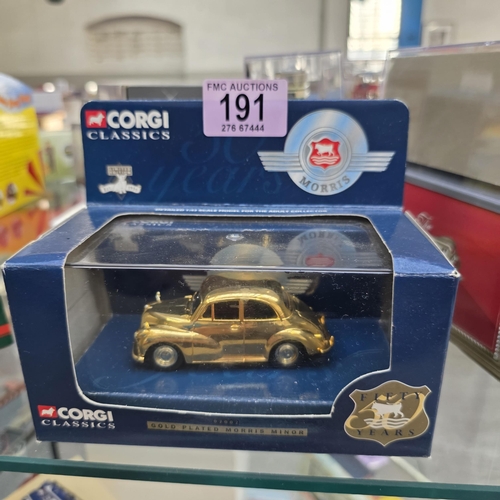 FMC AUCTIONS
191
276 67444
CORGI
CLASSICS
MORRIS
CORGI
CLASSICS
GOLD PLATED MORRIS MINOR
FIFTY
YEARS